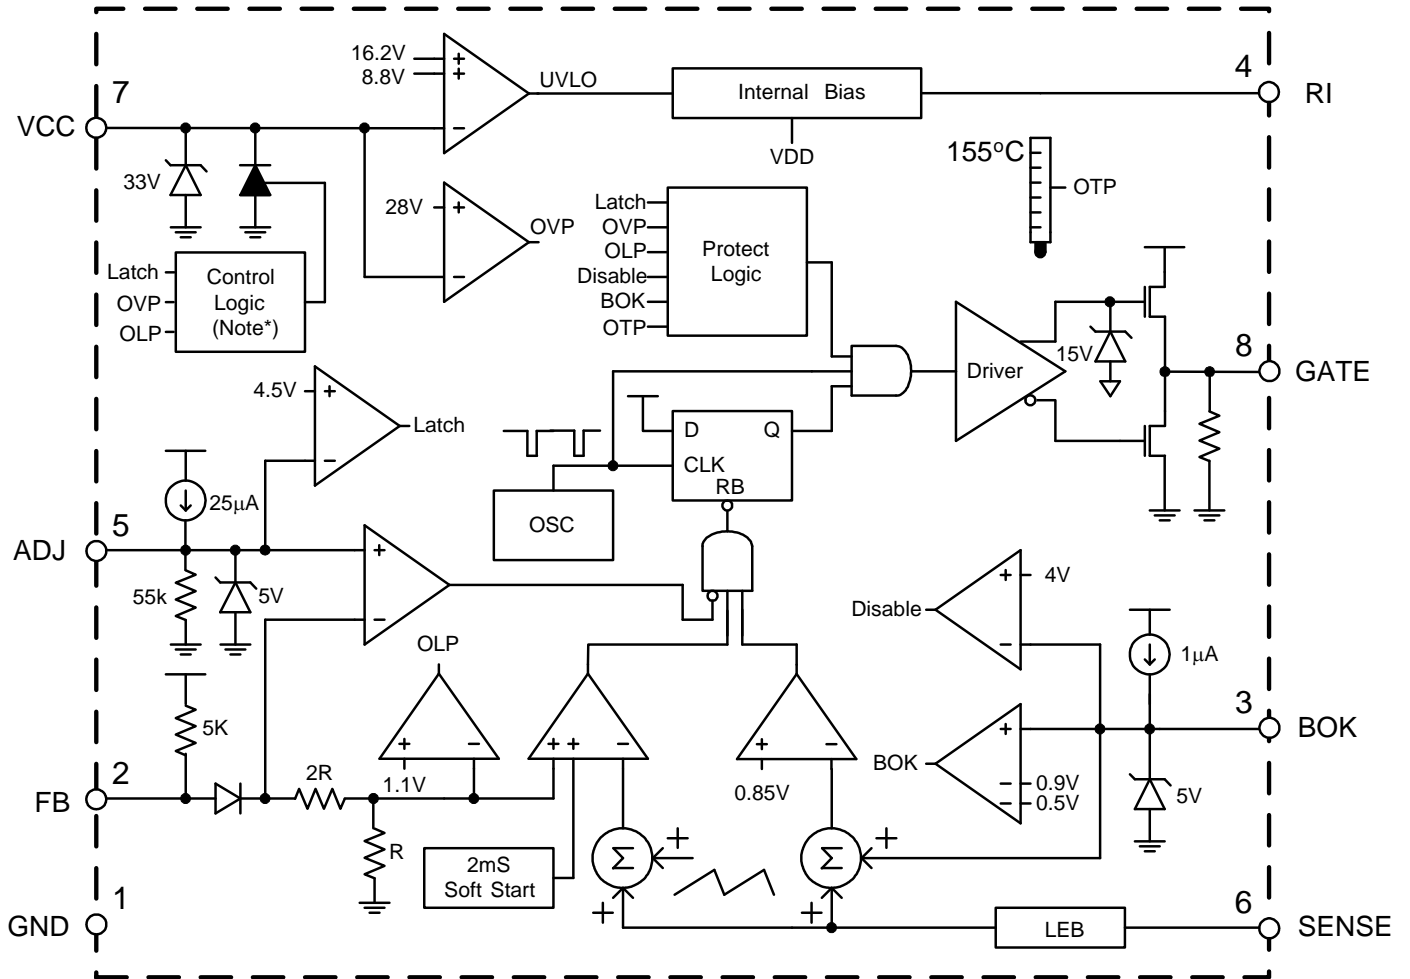 16.2V
8.8V
UVLO
Internal Bias
VDD
4
RI
7
VCC
33V
155°C
OTP
28V
OVP
Latch
OVP
OLP
Disable
BOK
OTP
Protect
Logic
Latch
OVP
OLP
Control
Logic
(Note*)
4.5V
Latch
D
Q
CLK
RB
OSC
Driver
15V
8
GATE
25μA
5
ADJ
55k
5V
5K
2
FB
2R
R
OLP
1.1V
2mS
Soft Start
Σ
0.85V
Σ
Disable
4V
1μA
BOK
0.9V
0.5V
5V
3
BOK
1
GND
LEB
6
SENSE